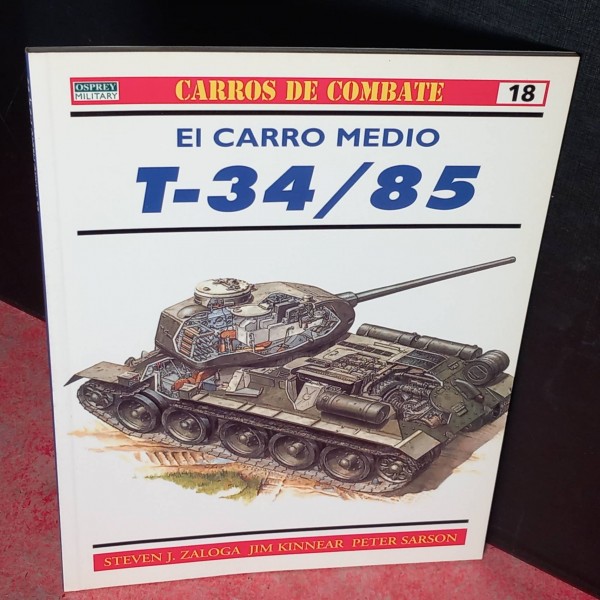 OSPREY
MILITARY
CARROS DE COMBATE
18
El CARRO MEDIO
T-34/85
STEVEN J. ZALOGA JIM KINNEAR PETER SARSON